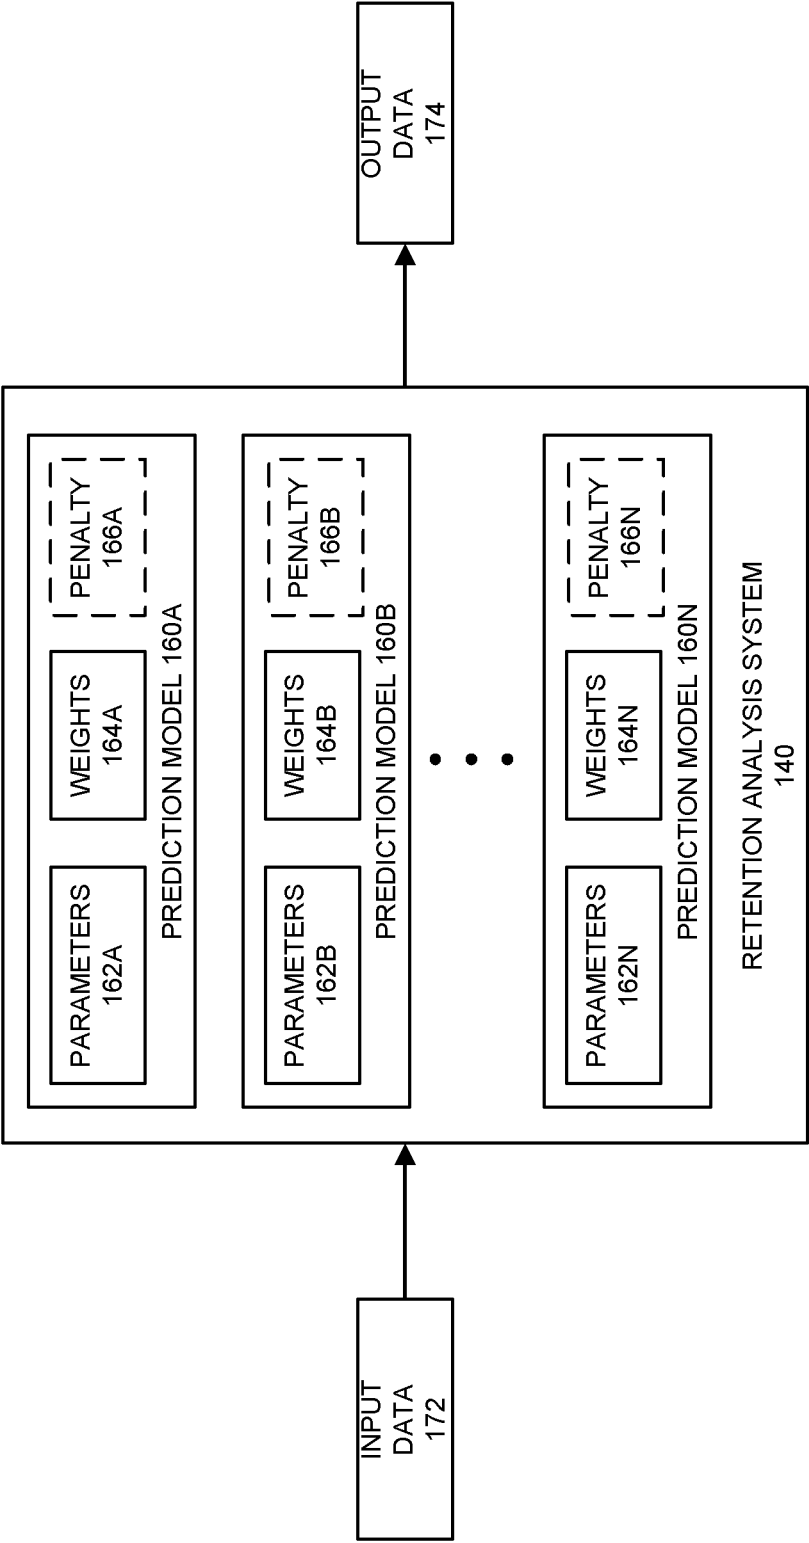 INPUT
DATA
172
PARAMETERS
162A
WEIGHTS
164A
PENALTY
166A
PREDICTION MODEL 160A
PARAMETERS
162B
WEIGHTS
164B
PENALTY
166B
PREDICTION MODEL 160B
PARAMETERS
162N
WEIGHTS
164N
PENALTY
166N
PREDICTION MODEL 160N
RETENTION ANALYSIS SYSTEM
140
OUTPUT
DATA
174